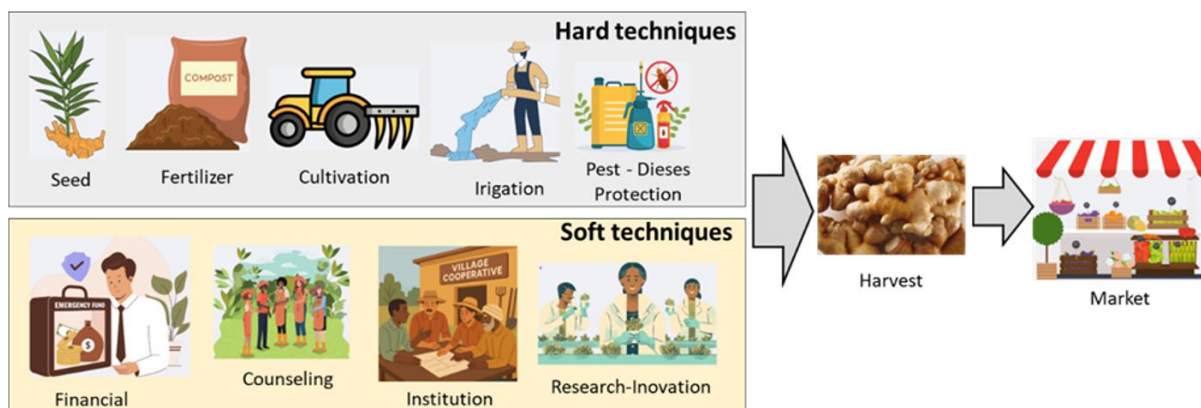 Hard techniques
COMPOST
Seed
Fertilizer
Cultivation
Irigation
Pest - Dieses
Protection
Soft techniques
EMERGENCY FUND
$
VILLAGE
COOPERATIVE
Financial
Counseling
Institution
Research-Inovation
Harvest
Market